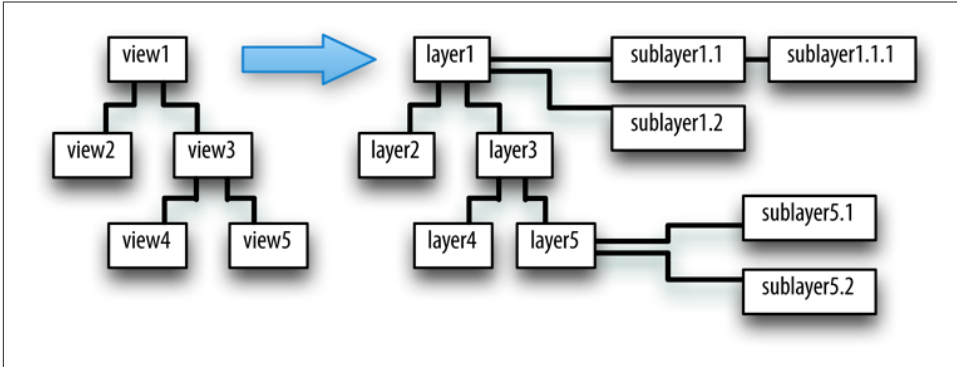 view1
layer1
sublayer1.1
sublayer1.1.1
sublayer1.2
view2
view3
layer2
layer3
view4
view5
layer4
layer5
sublayer5.1
sublayer5.2